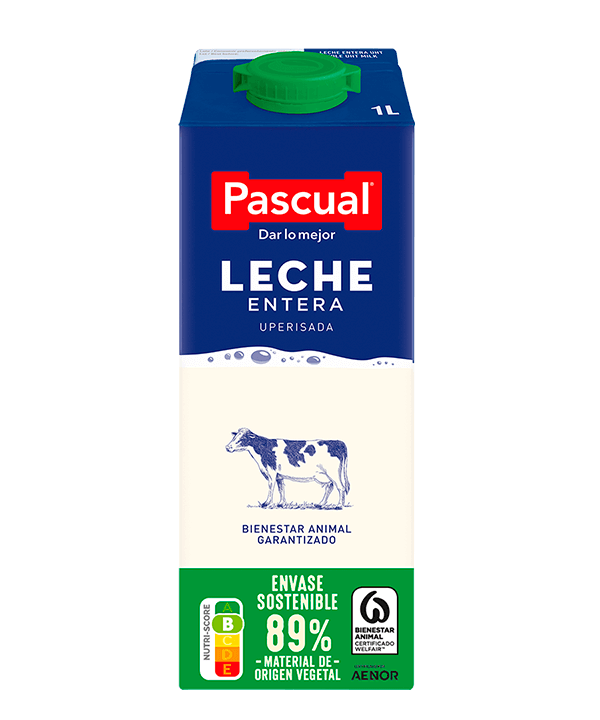 LECHE ENTERA UHT
1L
Pascual
Dar lo mejor
LECHE
ENTERA
UPERISADA
BIENESTAR ANIMAL
GARANTIZADO
ENVASE
SOSTENIBLE
89%
- MATERIAL DE -
ORIGEN VEGETAL
NUTRI-SCORE
A
B
C
D
E
BIENESTAR
ANIMAL
CERTIFICADO
WELFAIR™
AENOR